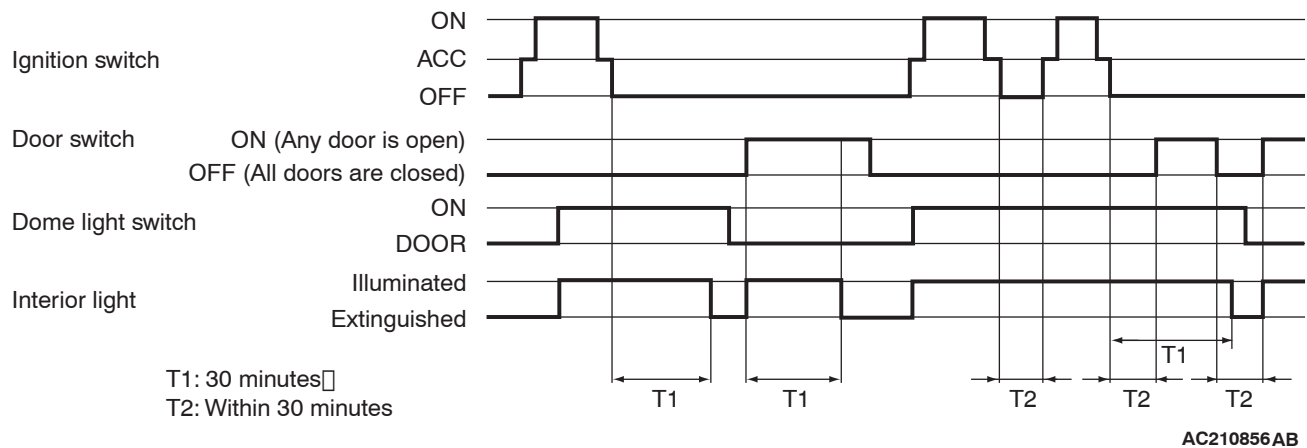 ON
Ignition switch ACC
OFF
Door switch ON (Any door is open)
OFF (All doors are closed)
ON
Dome light switch
DOOR
Illuminated
Interior light
Extinguished
T1
T1: 30 minutes
T1 T1 T2 T2 T2
T2: Within 30 minutes
AC210856AB